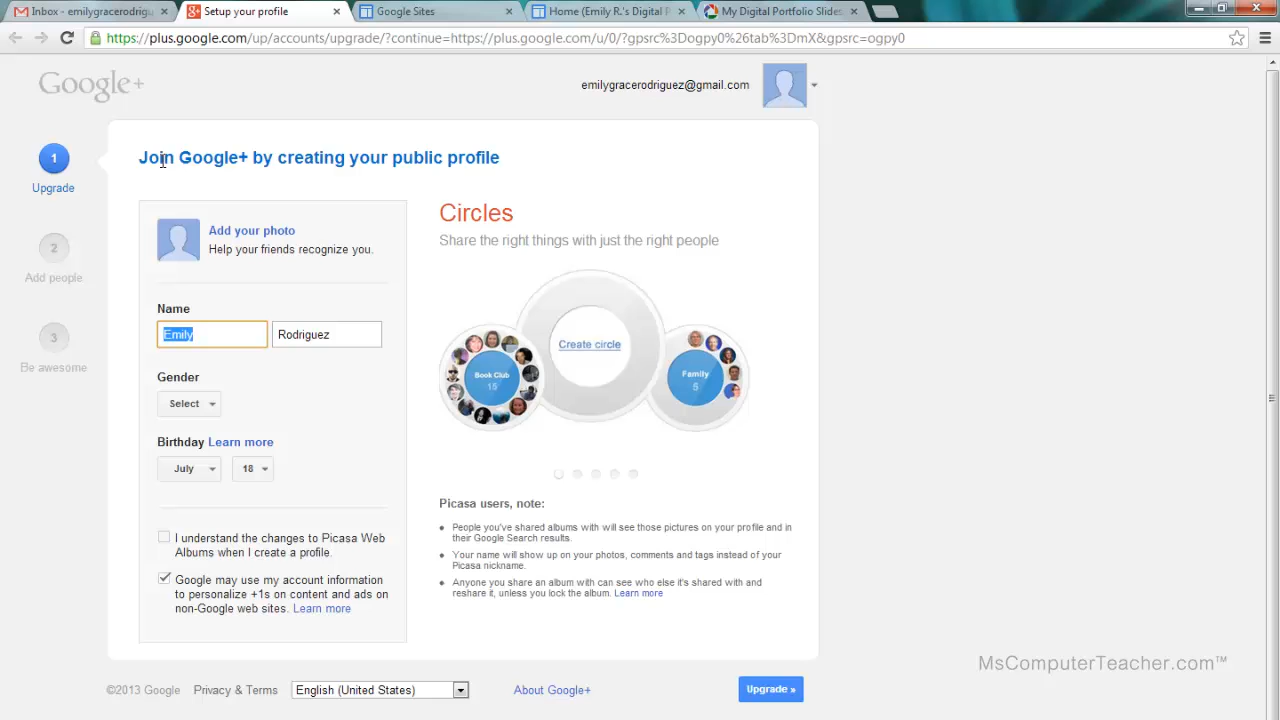 Inbox - emilygracerodrigu
Setup your profile
Google Sites
Home (Emily R.'s Digital P
My Digital Portfolio Slides
https://plus.google.com/up/accounts/upgrade/?continue=https://plus.google.com/u/0/?gpsrc%3Dogpy0%26tab%3DmX&gpsrc=ogpy0
Google+
emilygracerodriguez@gmail.com
1
Upgrade
2
Add people
3
Be awesome
Join Google+ by creating your public profile
Add your photo
Help your friends recognize you.
Name
Emily
Rodriguez
Gender
Select
Birthday Learn more
July
18
I understand the changes to Picasa Web
Albums when I create a profile.
Google may use my account information
to personalize +1s on content and ads on
non-Google web sites. Learn more
Circles
Share the right things with just the right people
Create circle
Book Club
15
Family
5
Picasa users, note:
People you've shared albums with will see those pictures on your profile and in
their Google Search results.
Your name will show up on your photos, comments and tags instead of your
Picasa nickname.
Anyone you share an album with can see who else it's shared with and
reshare it, unless you lock the album. Learn more
MsComputerTeacher.com™
©2013 Google
Privacy & Terms
English (United States)
About Google+
Upgrade »